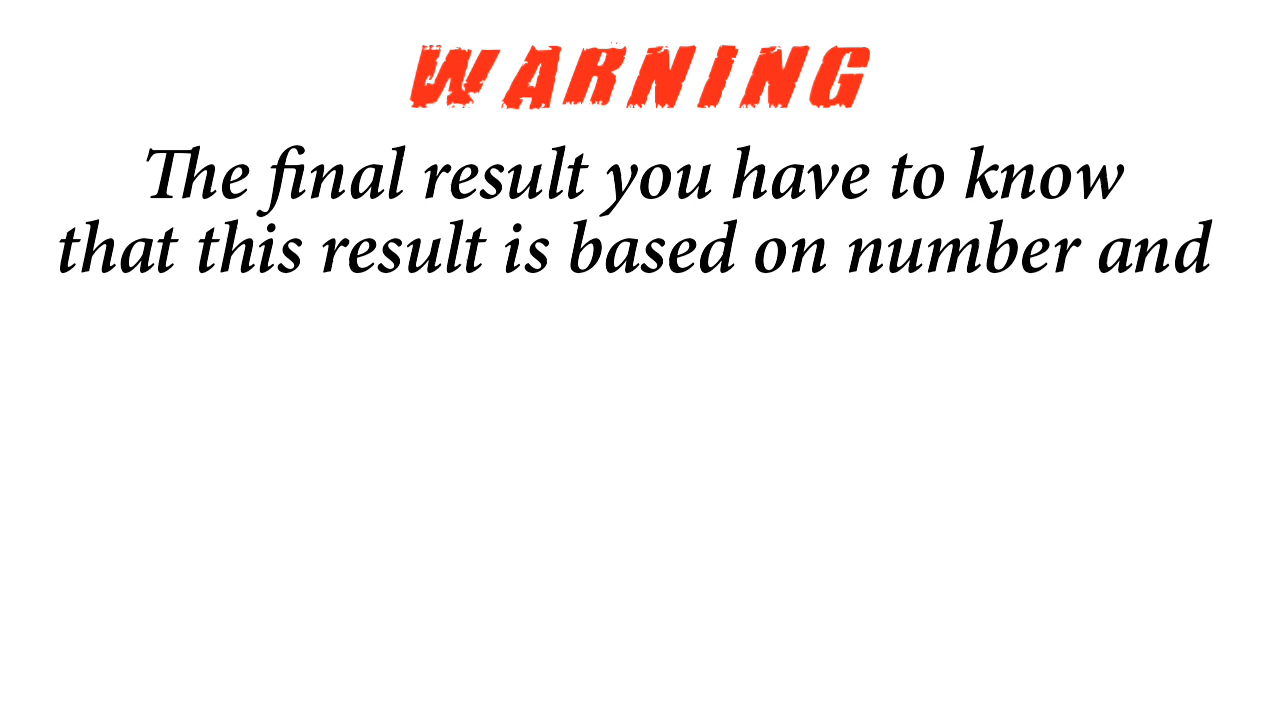 WARNING
The final result you have to know
that this result is based on number and